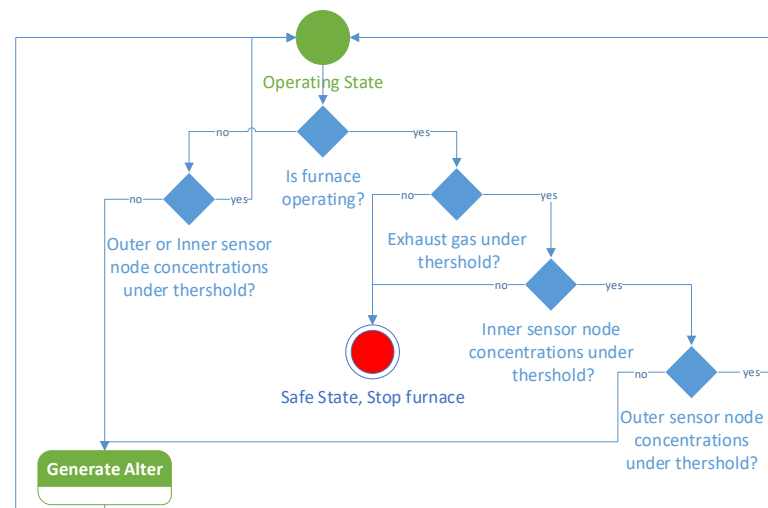 Operating State
no
yes
Is furnace
operating?
no
yes
no
yes
Outer or Inner sensor
node concentrations
under thershold?
Exhaust gas under
thershold?
no
yes
Inner sensor node
concentrations under
thershold?
Safe State, Stop furnace
no
yes
Outer sensor node
concentrations
under thershold?
Generate Alter